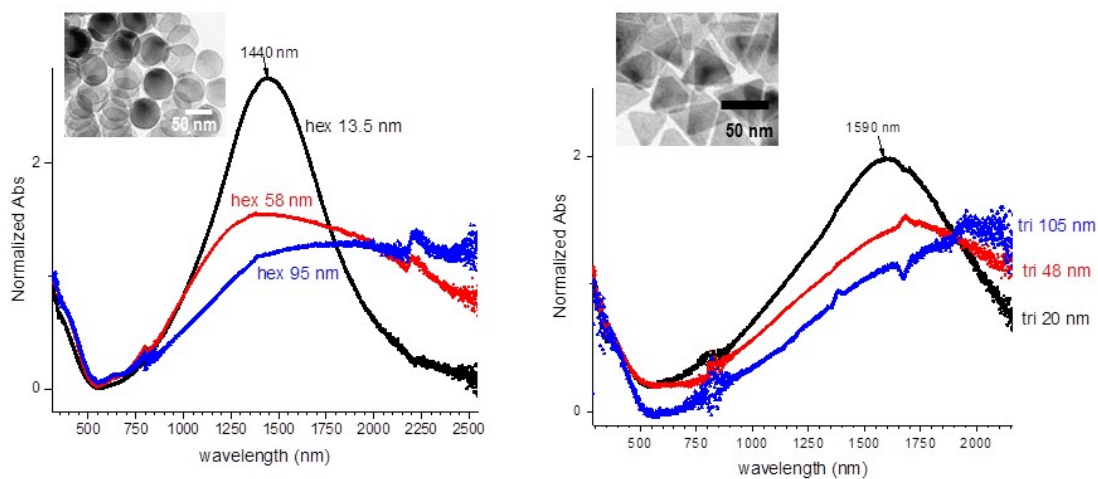 1440 nm
50 nm
hex 13.5 nm
hex 58 nm
hex 95 nm
Normalized Abs
2
0
500 750 1000 1250 1500 1750 2000 2250 2500
wavelength (nm)
50 nm
1590 nm
tri 105 nm
tri 48 nm
tri 20 nm
Normalized Abs
2
0
500 750 1000 1250 1500 1750 2000
wavelength (nm)